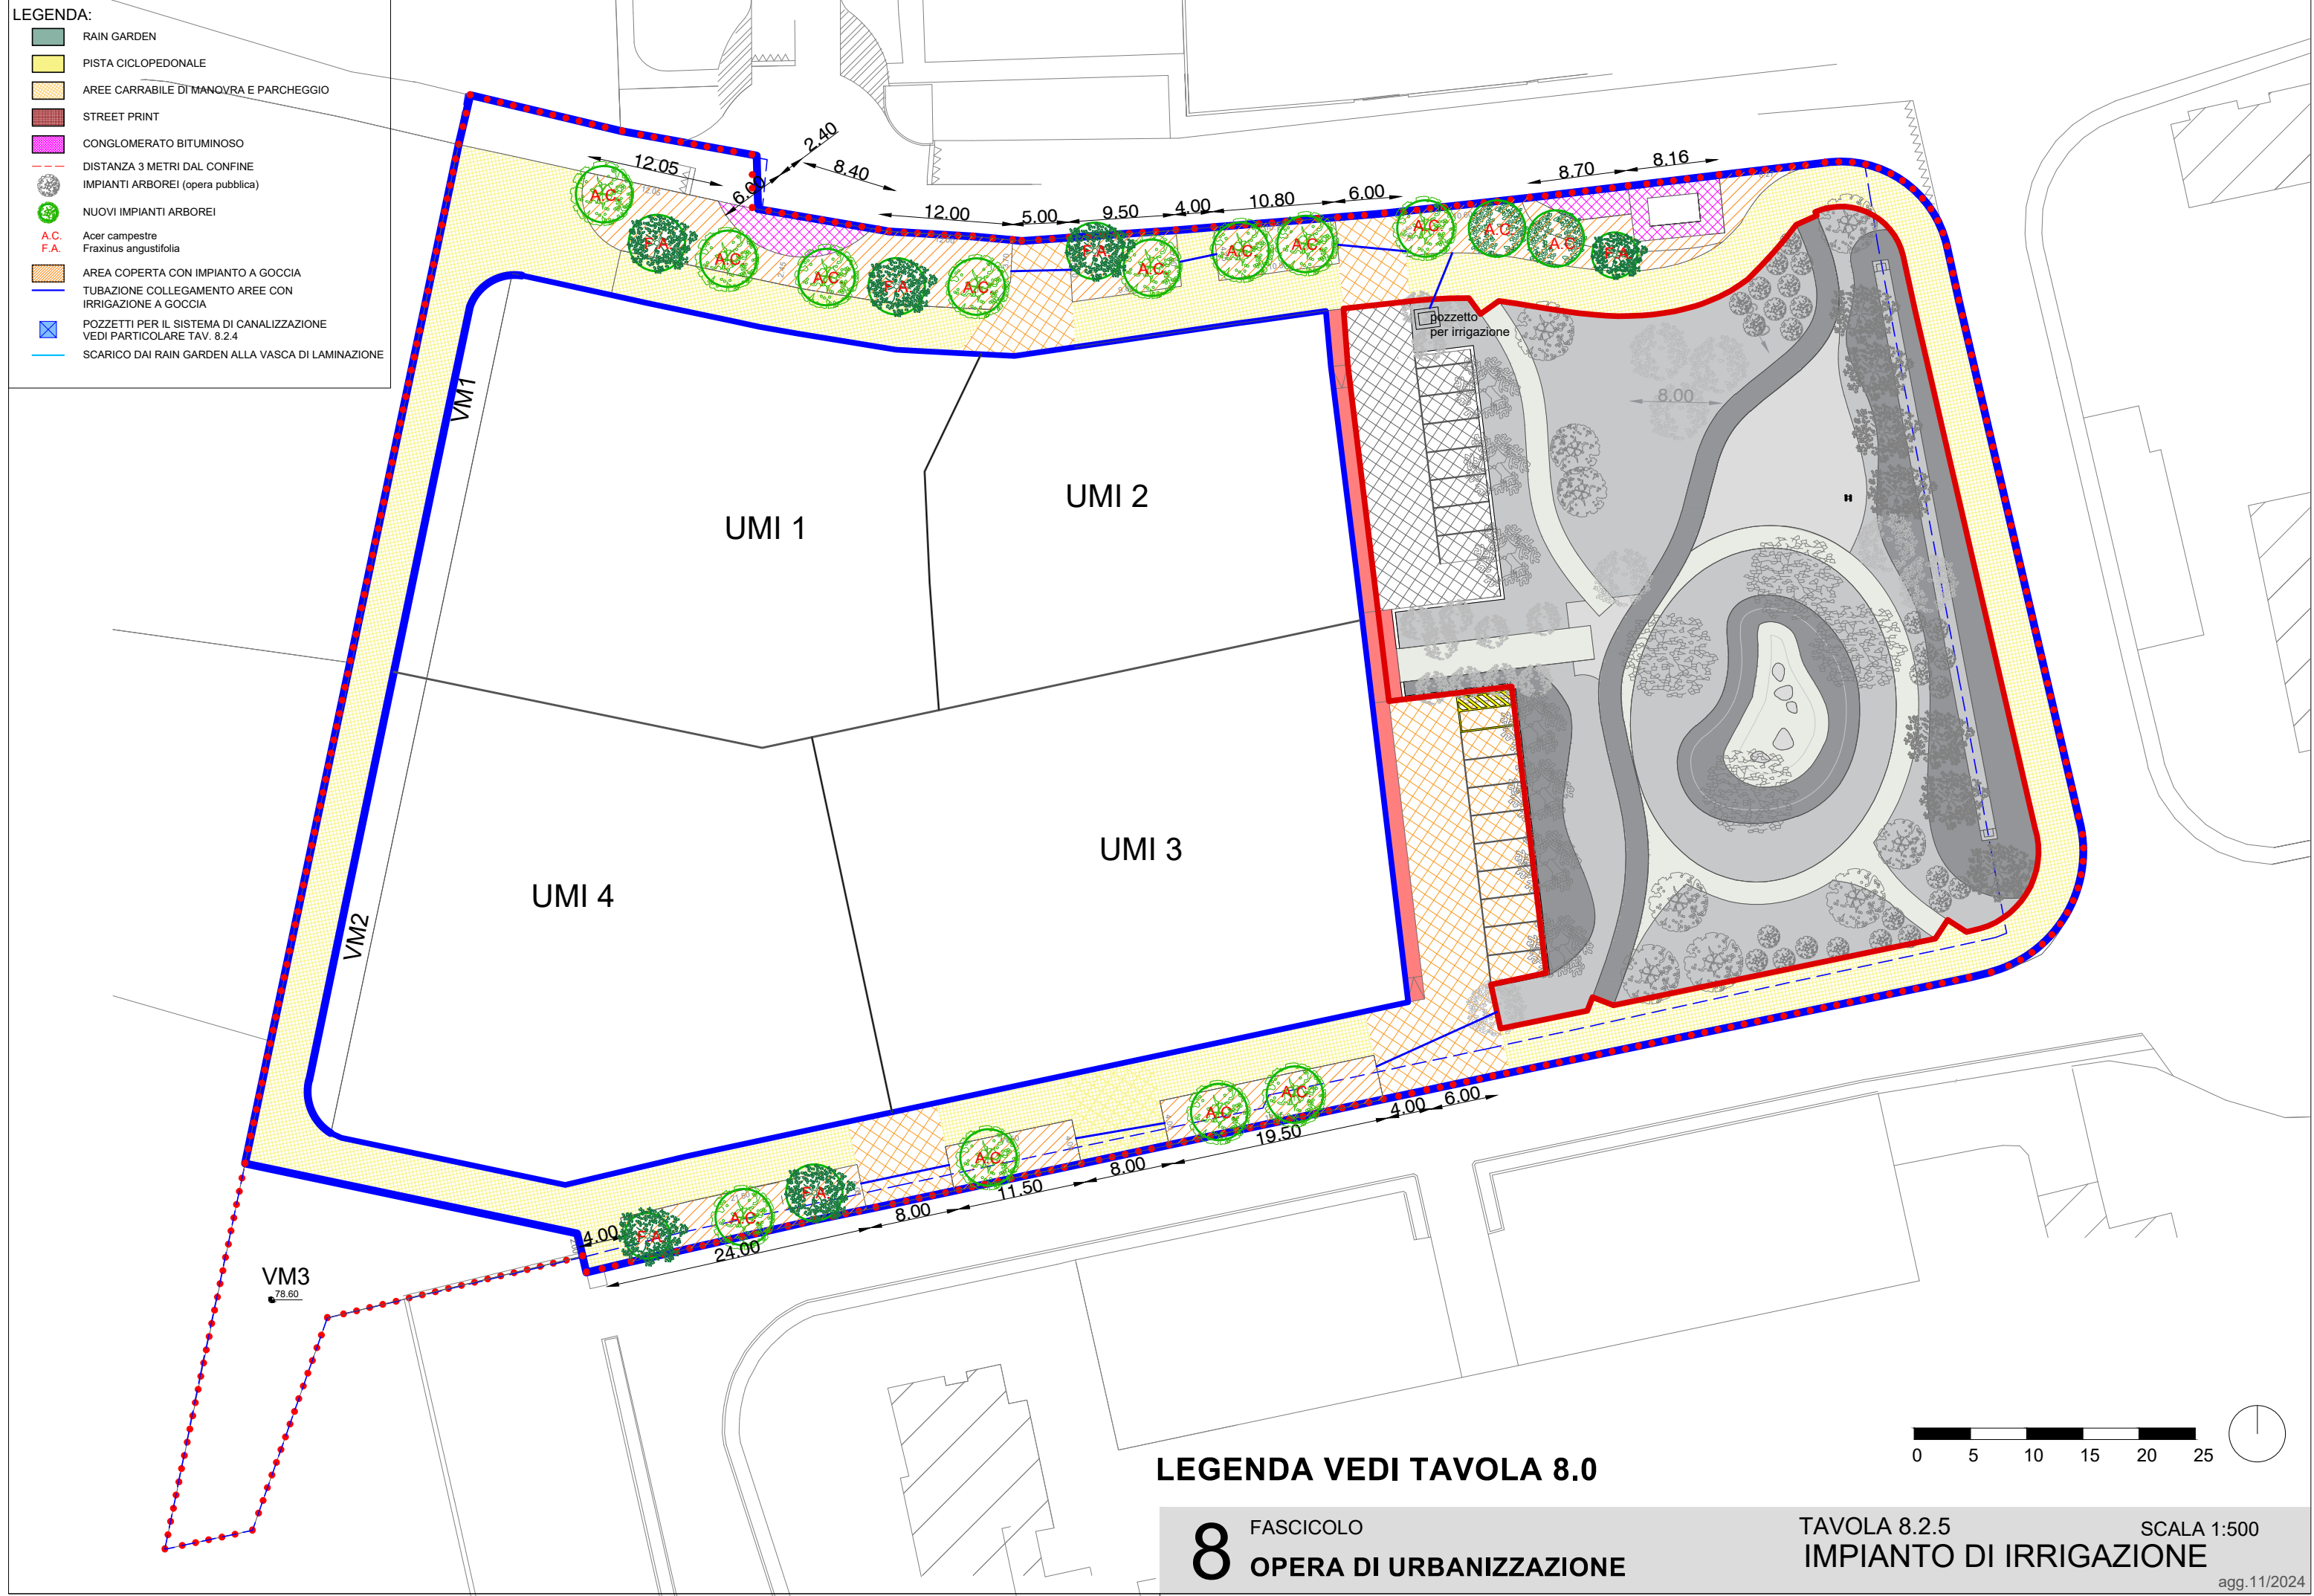 LEGENDA:
RAIN GARDEN
PISTA CICLOPEDONALE
AREE CARRABILE DI MANOVRA E PARCHEGGIO
STREET PRINT
CONGLOMERATO BITUMINOSO
DISTANZA 3 METRI DAL CONFINE
IMPIANTI ARBOREI (opera pubblica)
NUOVI IMPIANTI ARBOREI
A.C. Acer campestre
F.A. Fraxinus angustifolia
AREA COPERTA CON IMPIANTO A GOCCIA
TUBAZIONE COLLEGAMENTO AREE CON
IRRIGAZIONE A GOCCIA
POZZETTI PER IL SISTEMA DI CANALIZZAZIONE
VEDI PARTICOLARE TAV. 8.2.4
SCARICO DAI RAIN GARDEN ALLA VASCA DI LAMINAZIONE
12.05
6.00
2.40
8.40
12.00
5.00
9.50
4.00
10.80
6.00
8.70
8.16
A.C.
F.A.
A.C.
A.C.
F.A.
A.C.
F.A.
A.C.
A.C.
A.C.
A.C.
A.C.
A.C.
F.A.
pozzetto
per irrigazione
8.00
VM1
UMI 1
UMI 2
UMI 3
UMI 4
VM2
4.00
F.A.
A.C.
F.A.
A.C.
A.C.
A.C.
24.00
8.00
11.50
8.00
19.50
4.00
6.00
VM3
78.60
LEGENDA VEDI TAVOLA 8.0
0 5 10 15 20 25
8 FASCICOLO
OPERA DI URBANIZZAZIONE
TAVOLA 8.2.5 SCALA 1:500
IMPIANTO DI IRRIGAZIONE
agg.11/2024